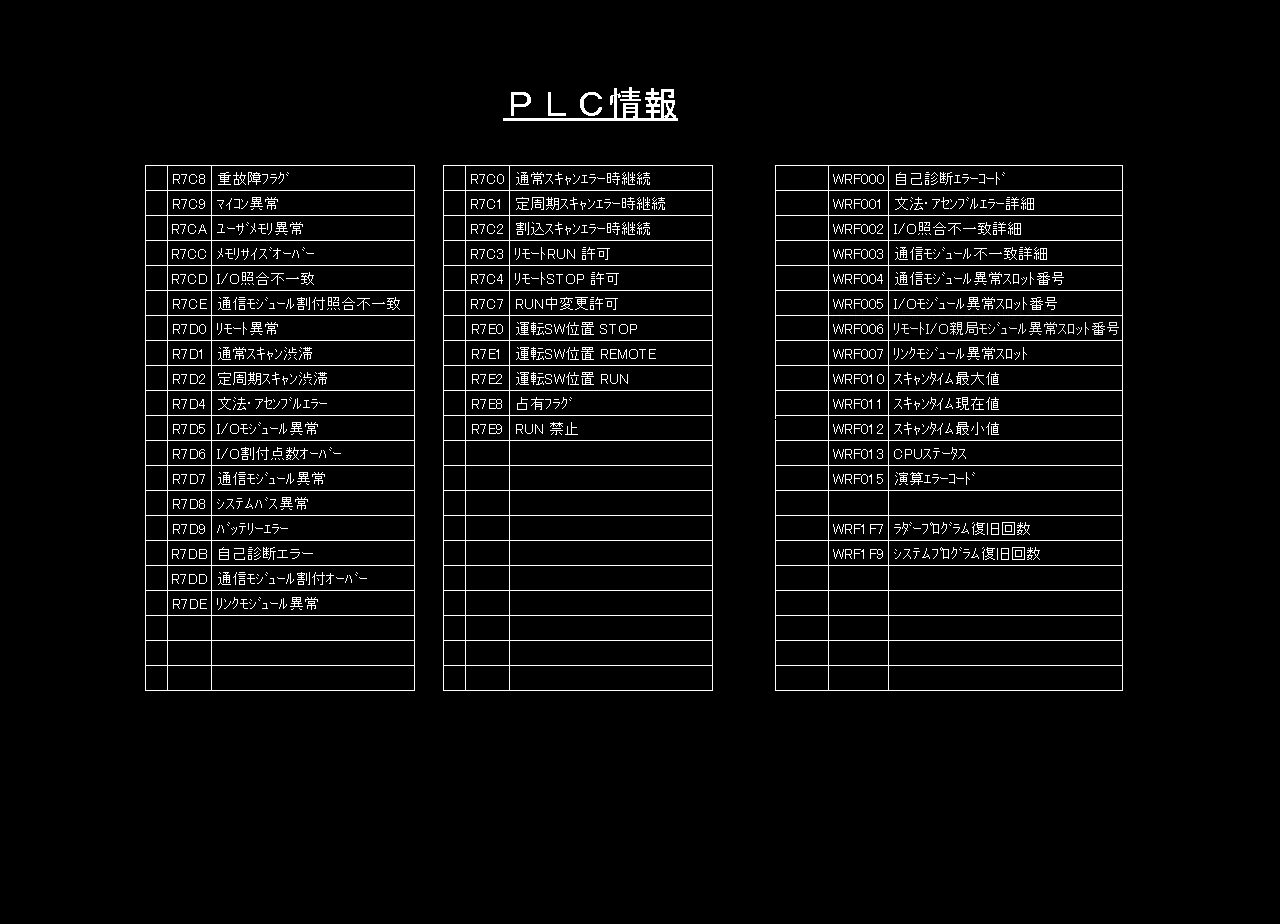 ＰＬＣ情報
R7C8 重故障ﾌﾗｸﾞ
R7C9 ﾏｲｺﾝ異常
R7CA ﾕｰｻﾞﾒﾓﾘ異常
R7CC ﾒﾓﾘｻｲｽﾞｵｰﾊﾞｰ
R7CD I/O照合不一致
R7CE 通信ﾓｼﾞｭｰﾙ割付照合不一致
R7D0 ﾘﾓｰﾄ異常
R7D1 通常ｽｷｬﾝ渋滞
R7D2 定周期ｽｷｬﾝ渋滞
R7D4 文法･ｱｾﾝﾌﾞﾙｴﾗｰ
R7D5 I/Oﾓｼﾞｭｰﾙ異常
R7D6 I/O割付点数ｵｰﾊﾞｰ
R7D7 通信ﾓｼﾞｭｰﾙ異常
R7D8 ｼｽﾃﾑﾊﾞｽ異常
R7D9 ﾊﾞｯﾃﾘｰｴﾗｰ
R7DB 自己診断エラー
R7DD 通信ﾓｼﾞｭｰﾙ割付ｵｰﾊﾞｰ
R7DE ﾘﾝｸﾓｼﾞｭｰﾙ異常
R7C0 通常ｽｷｬﾝｴﾗｰ時継続
R7C1 定周期ｽｷｬﾝｴﾗｰ時継続
R7C2 割込ｽｷｬﾝｴﾗｰ時継続
R7C3 ﾘﾓｰﾄRUN 許可
R7C4 ﾘﾓｰﾄSTOP 許可
R7C7 RUN中変更許可
R7E0 運転SW位置 STOP
R7E1 運転SW位置 REMOTE
R7E2 運転SW位置 RUN
R7E8 占有ﾌﾗｸﾞ
R7E9 RUN 禁止
WRF000 自己診断ｴﾗｰｺｰﾄﾞ
WRF001 文法･ｱｾﾝﾌﾞﾙｴﾗｰ詳細
WRF002 I/O照合不一致詳細
WRF003 通信ﾓｼﾞｭｰﾙ不一致詳細
WRF004 通信ﾓｼﾞｭｰﾙ異常ｽﾛｯﾄ番号
WRF005 I/Oﾓｼﾞｭｰﾙ異常ｽﾛｯﾄ番号
WRF006 ﾘﾓｰﾄI/O親局ﾓｼﾞｭｰﾙ異常ｽﾛｯﾄ番号
WRF007 ﾘﾝｸﾓｼﾞｭｰﾙ異常ｽﾛｯﾄ
WRF010 ｽｷｬﾝﾀｲﾑ最大値
WRF011 ｽｷｬﾝﾀｲﾑ現在値
WRF012 ｽｷｬﾝﾀｲﾑ最小値
WRF013 CPUｽﾃｰﾀｽ
WRF015 演算ｴﾗｰｺｰﾄﾞ
WRF1F7 ﾗﾀﾞｰﾌﾟﾛｸﾞﾗﾑ復旧回数
WRF1F9 ｼｽﾃﾑﾌﾟﾛｸﾞﾗﾑ復旧回数